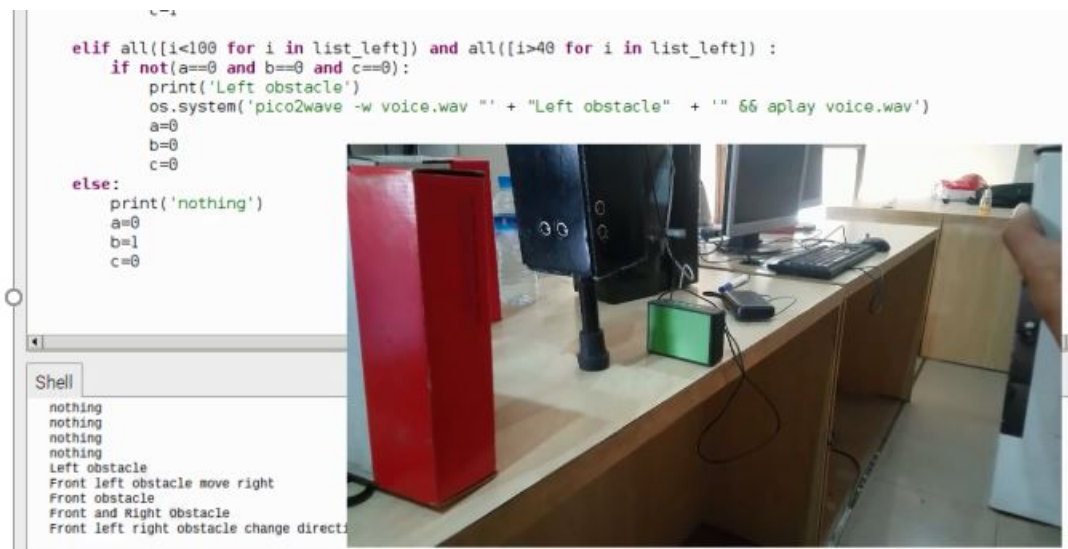 c=1
elif all([i<100 for i in list_left]) and all([i>40 for i in list_left]) :
if not(a==0 and b==0 and c==0):
print('Left obstacle')
os.system('pico2wave -w voice.wav "' + "Left obstacle"  + '" && aplay voice.wav')
a=0
b=0
c=0
else:
print('nothing')
a=0
b=1
c=0
Shell
nothing
nothing
nothing
nothing
Left obstacle
Front left obstacle move right
Front obstacle
Front and Right Obstacle
Front left right obstacle change directi